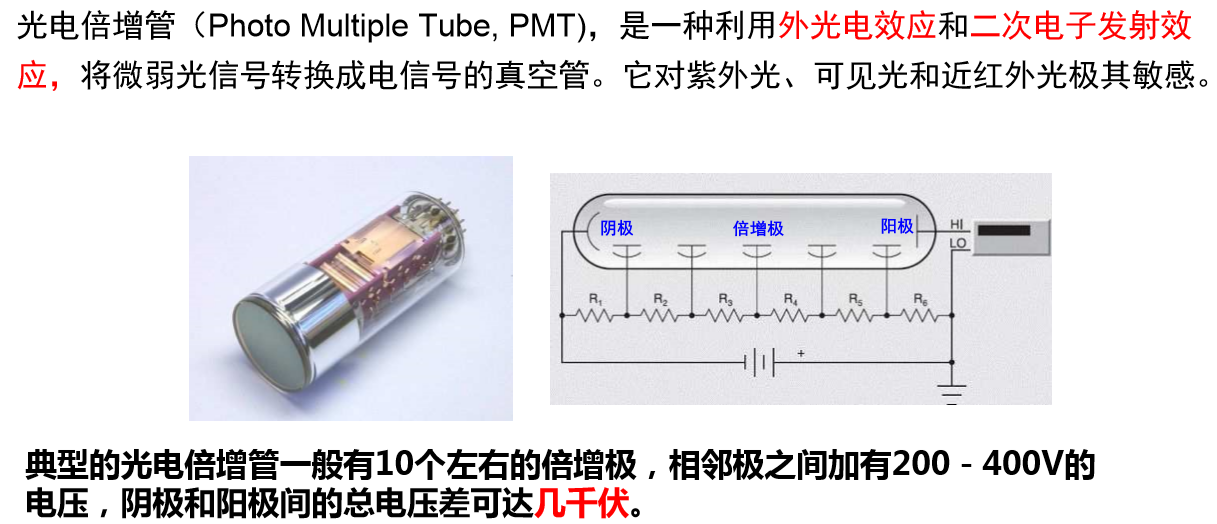 光电倍增管（Photo Multiple Tube, PMT)，是一种利用外光电效应和二次电子发射效
应，将微弱光信号转换成电信号的真空管。它对紫外光、可见光和近红外光极其敏感。
阴极 倍增极 阳极 HI
LO
R1 R2 R3 R4 R5 R6
+
典型的光电倍增管一般有10个左右的倍增极，相邻极之间加有200－400V的
电压，阴极和阳极间的总电压差可达几千伏。